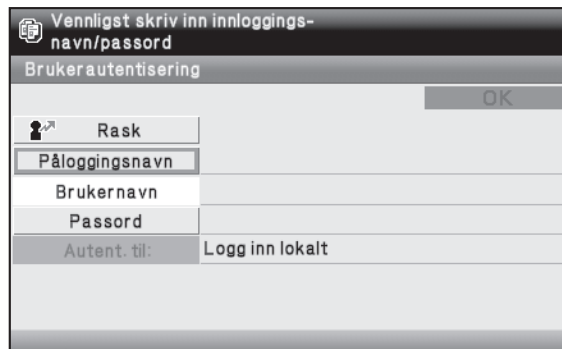 Vennligst skriv inn innloggings-
navn/passord
Brukerautentisering
OK
Rask
Påloggingsnavn
Brukernavn
Passord
Autent. til: Logg inn lokalt